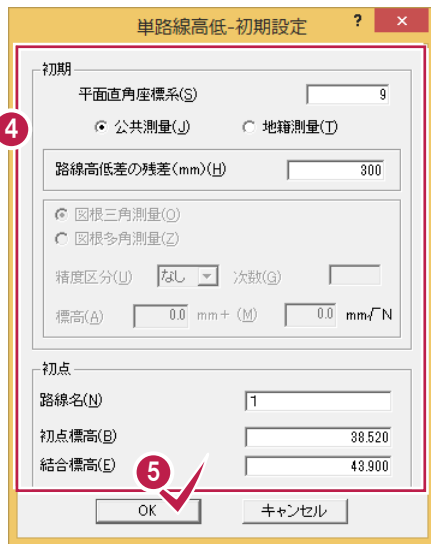 単路線高低-初期設定 ? ×
初期
平面直角座標系(S) 9
公共測量(J) 地籍測量(T)
4
路線高低差の残差(mm)(H) 300
図根三角測量(O)
図根多角測量(Z)
精度区分(U) なし 次数(G)
標高(A) 0.0 mm+ (M) 0.0 mm√N
初点
路線名(N) 1
初点標高(B) 38.520
結合標高(E) 43.900
5
OK キャンセル